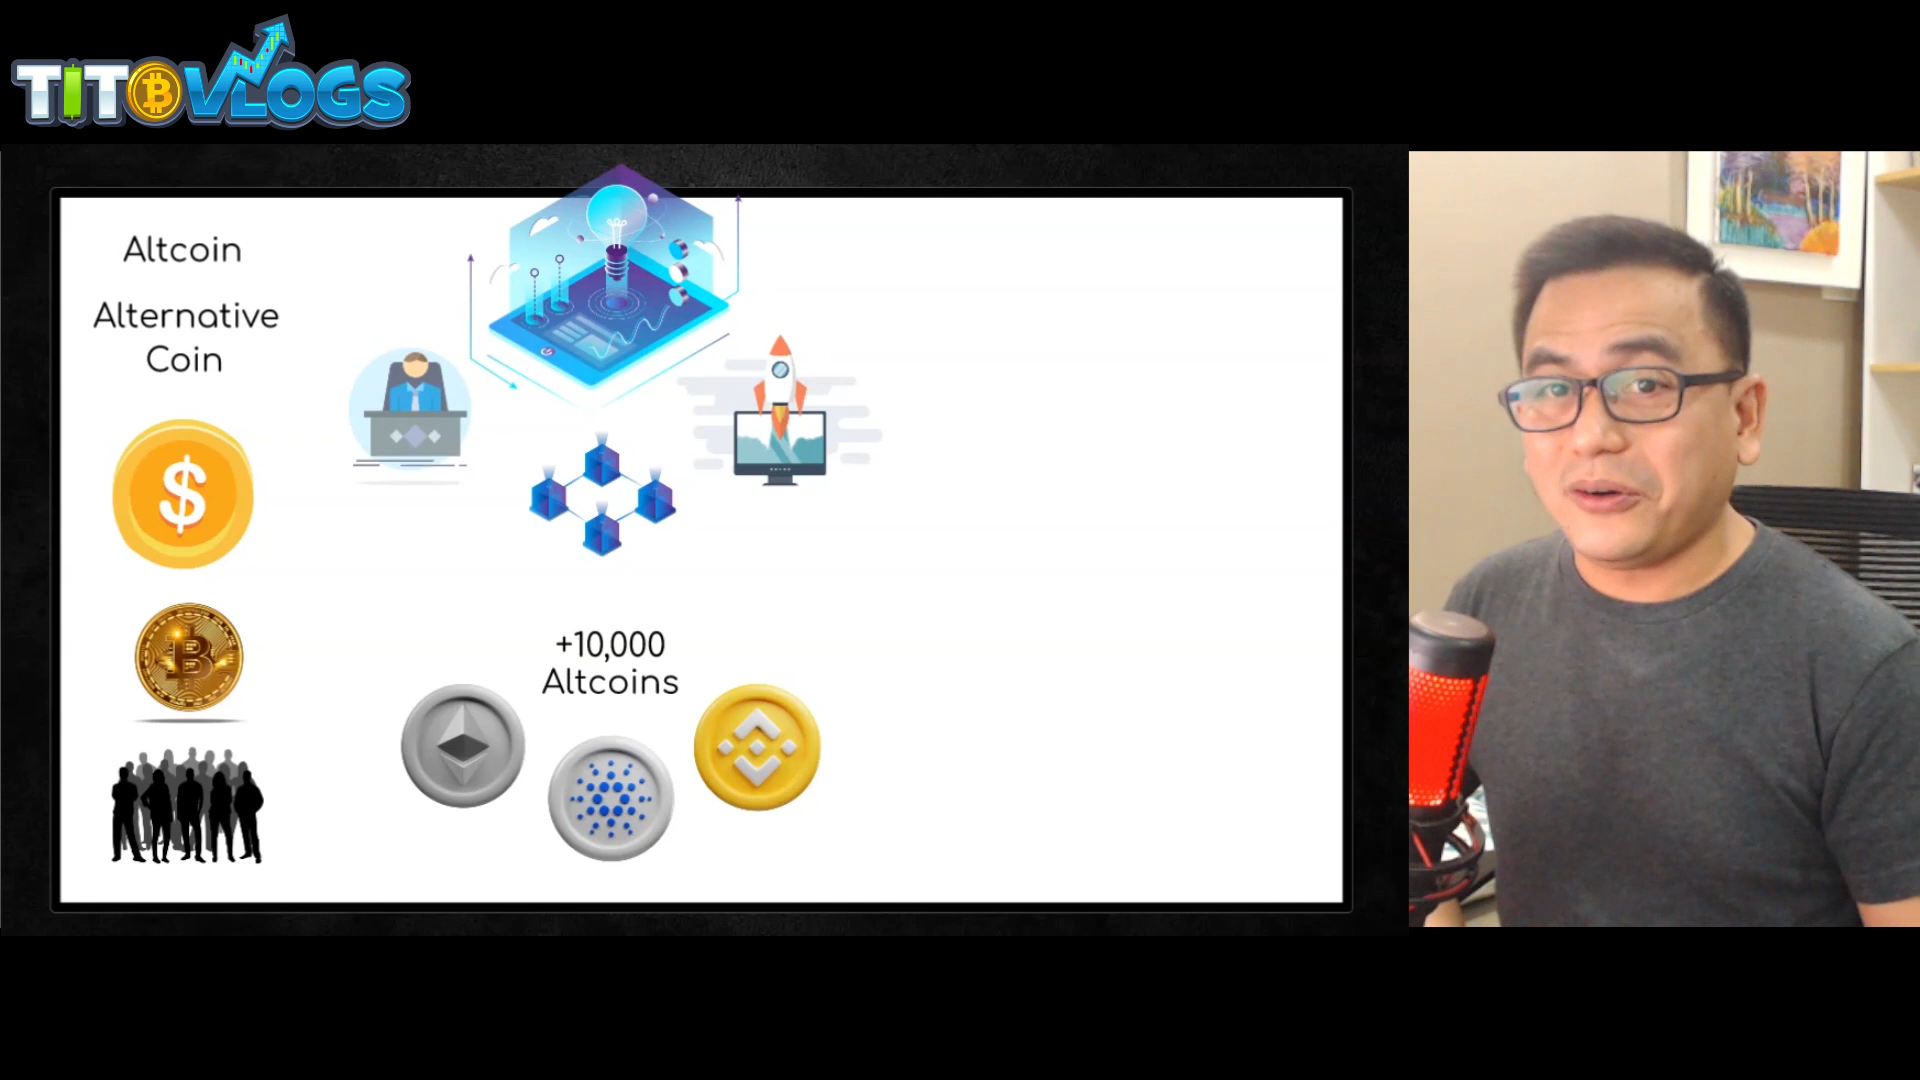 TITOVLOGS
Altcoin
Alternative
Coin
$
+10,000
Altcoins